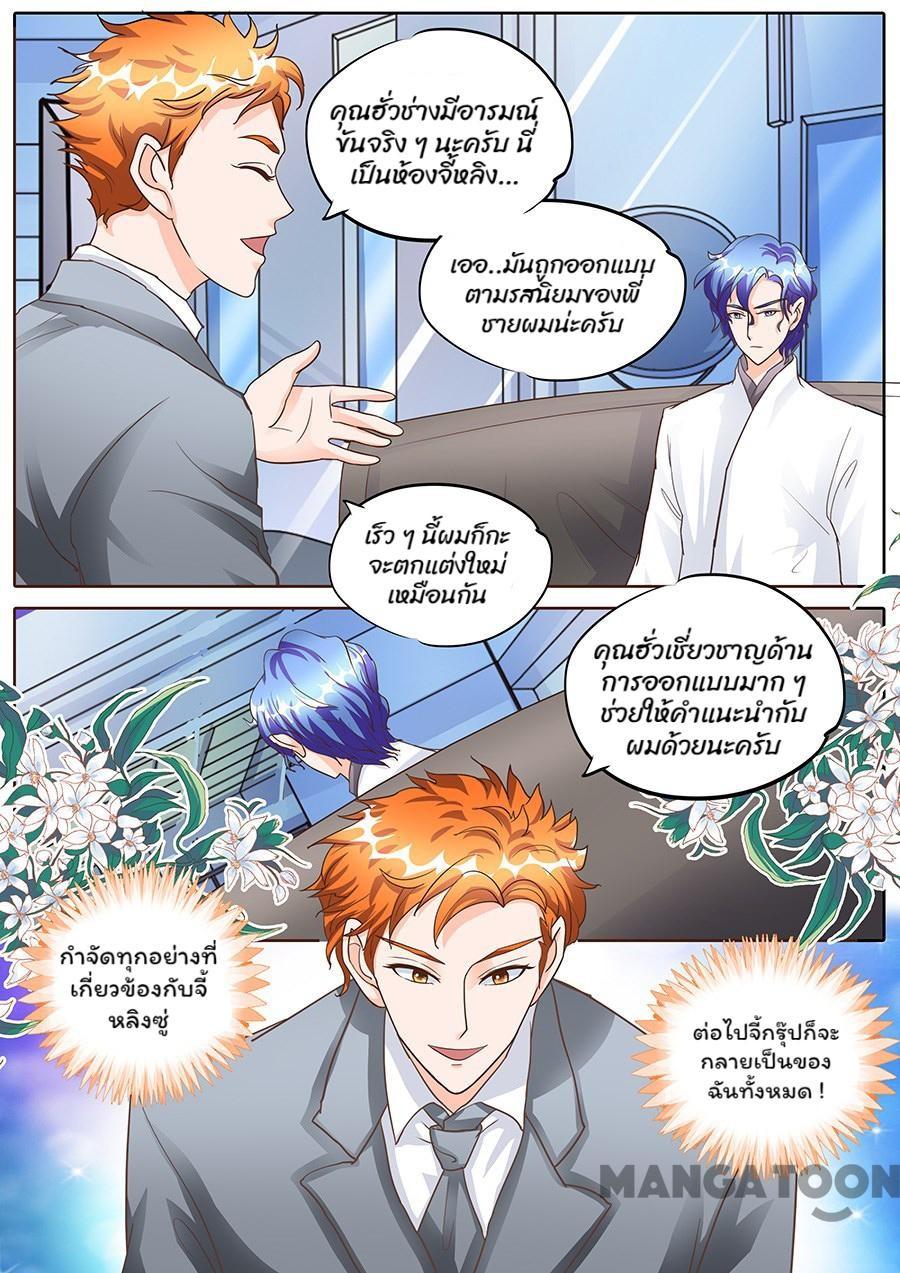 คุณฮั่วช่างมีอารมณ์
ขันจริง ๆ นะครับ นี่
เป็นห้องจี้หลิง...
เออ..มันถูกออกแบบ
ตามรสนิยมของพี่
ชายผมน่ะครับ
เร็ว ๆ นี้ผมก็กะ
จะตกแต่งใหม่
เหมือนกัน
คุณฮั่วเชี่ยวชาญด้าน
การออกแบบมาก ๆ
ช่วยให้คำแนะนำกับ
ผมด้วยนะครับ
กำจัดทุกอย่างที่
เกี่ยวข้องกับจี้
หลิงซู่
ต่อไปจี้กรุ๊ปก็จะ
กลายเป็นของ
ฉันทั้งหมด !
MANGATOON